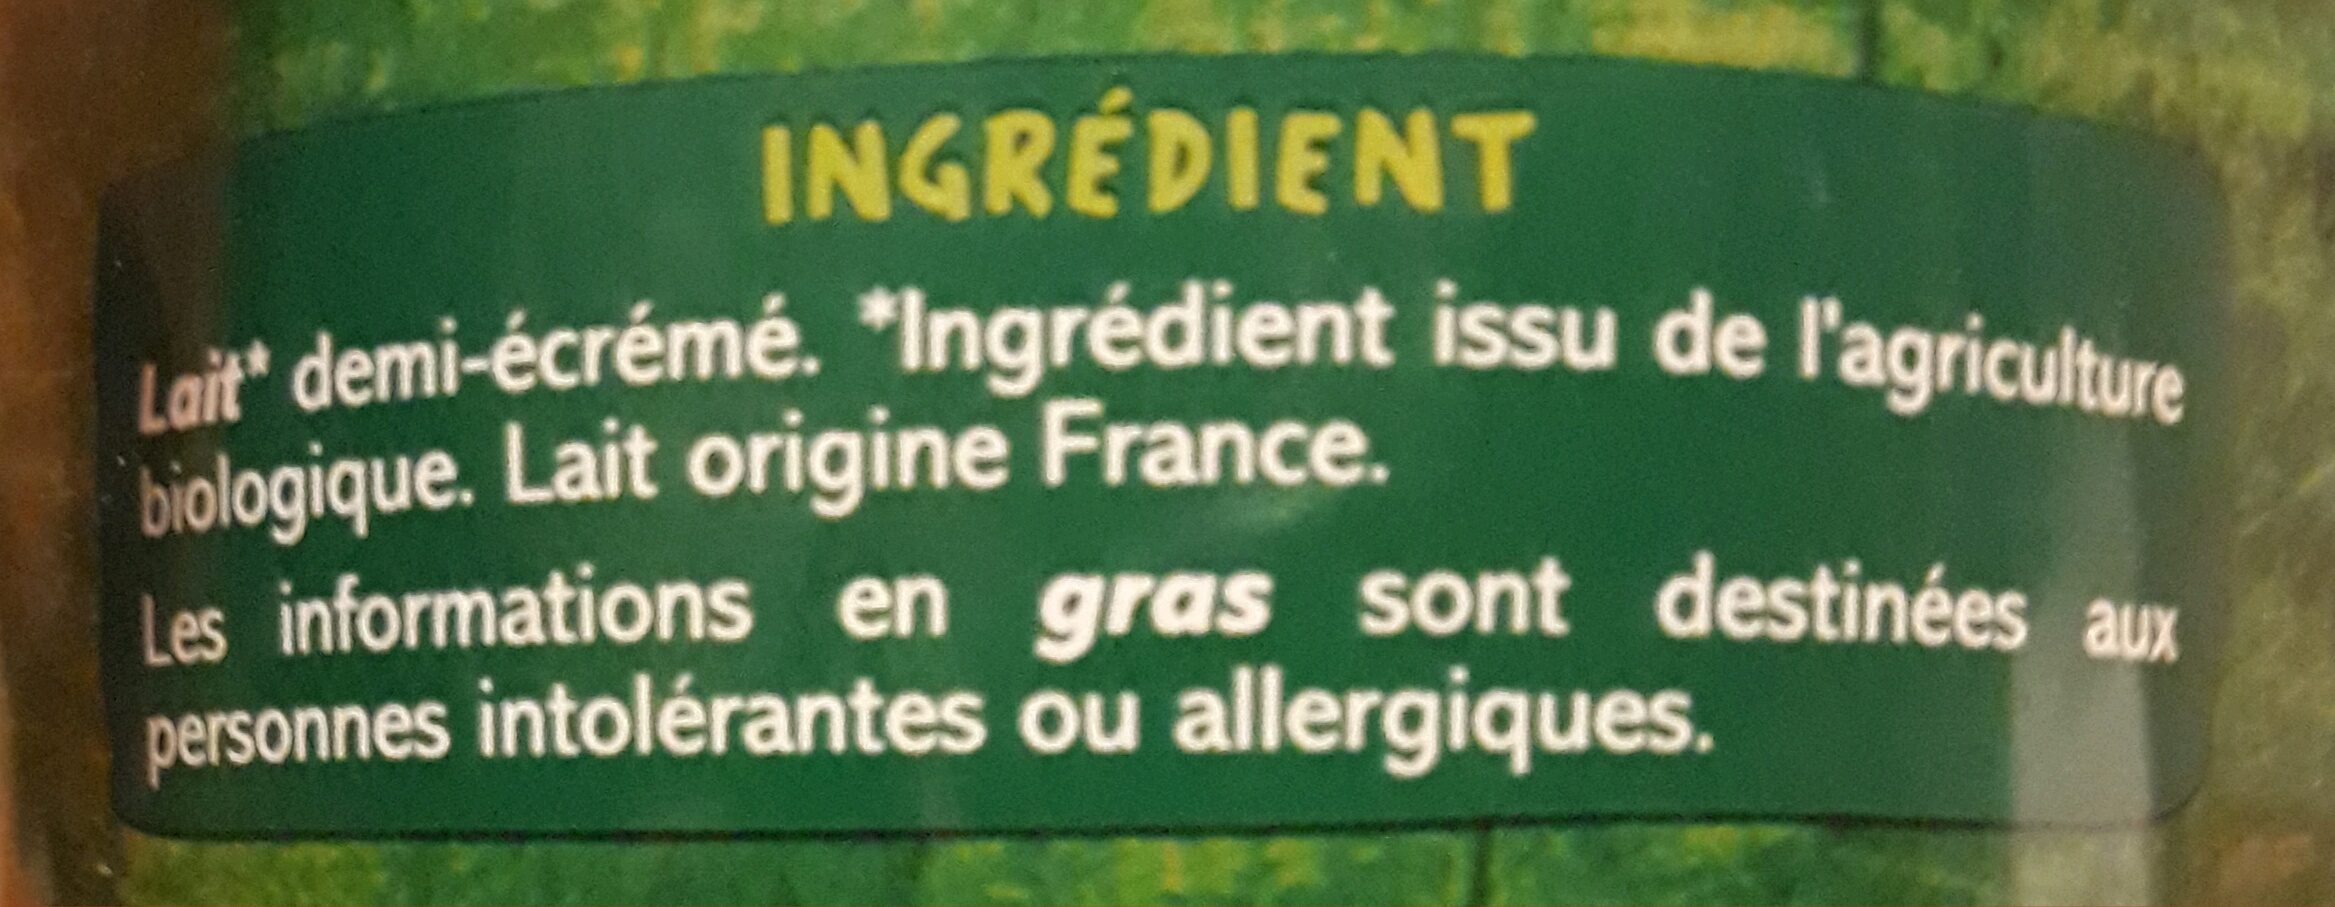 INGRÉDIENT
Lait* demi-écrémé. *Ingrédient issu de l'agriculture
biologique. Lait origine France.
Les informations en gras sont destinées aux
personnes intolérantes ou allergiques.